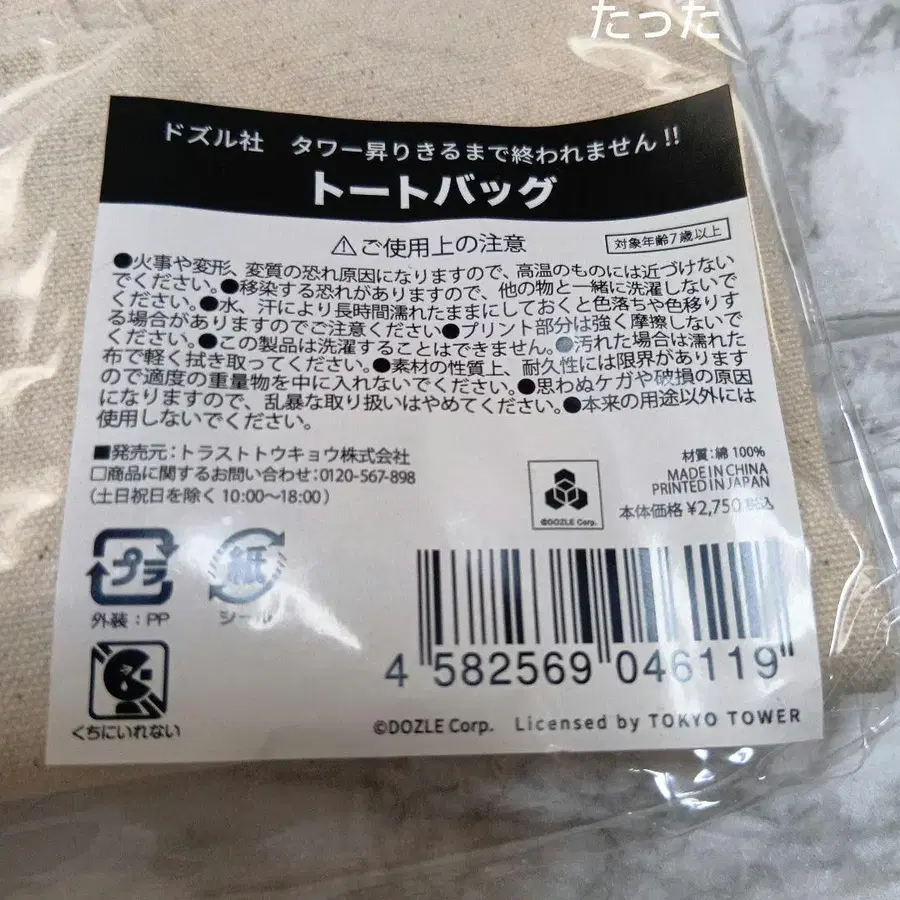 たった
ドズル社 タワー昇りきるまで終われません!!
トートバッグ
⚠ご使用上の注意
対象年齢7歳以上
●火事や変形、変質の恐れ原因になりますので、高温のものには近づけない
でください。●移染する恐れがありますので、他の物と一緒に洗濯しないで
ください。●水、汗により長時間濡れたままにしておくと色落ちや色移りす
る場合がありますのでご注意ください●プリント部分は強く摩擦しないで
ください。●この製品は洗濯することはできません。●汚れた場合は濡れた
布で軽く拭き取ってください。●素材の性質上、耐久性には限界があります
ので適度の重量物を中に入れないでください。●思わぬケガや破損の原因
になりますので、乱暴な取り扱いはやめてください。●本来の用途以外には
使用しないでください。
■発売元:トラストトウキョウ株式会社
□商品に関するお問い合わせ:0120-567-898
(土日祝日を除く10:00~18:00)
材質:綿 100%
MADE IN CHINA
PRINTED IN JAPAN
本体価格 ¥2,750 税込
©DOZLE Corp.
プラ
外装:PP
紙
シール
くちにいれない
4 582569 046119
©DOZLE Corp. Licensed by TOKYO TOWER